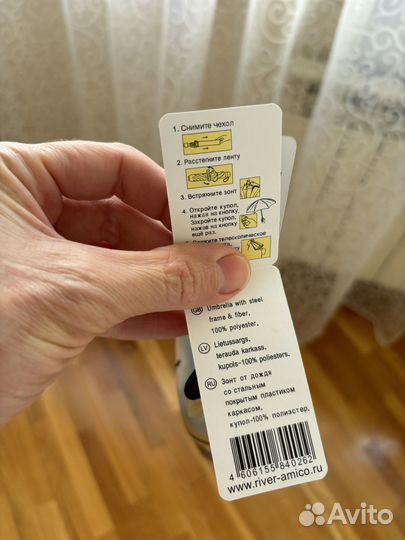 1. Снимите чехол
2. Расстегните ленту
3. Встряхните зонт
4. Откройте купол,
нажав на кнопку.
Закройте купол,
нажав на кнопку
ещё раз.
телескопическое
GB Umbrella with steel
frame & fiber,
100% polyester.
LV Lietussargs,
terauda karkass,
kupols-100% poliesters.
RU Зонт от дождя
со стальным
покрытым пластиком
каркасом,
купол-100% полиэстер.
4 606155 840262
www.river-amico.ru
Avito